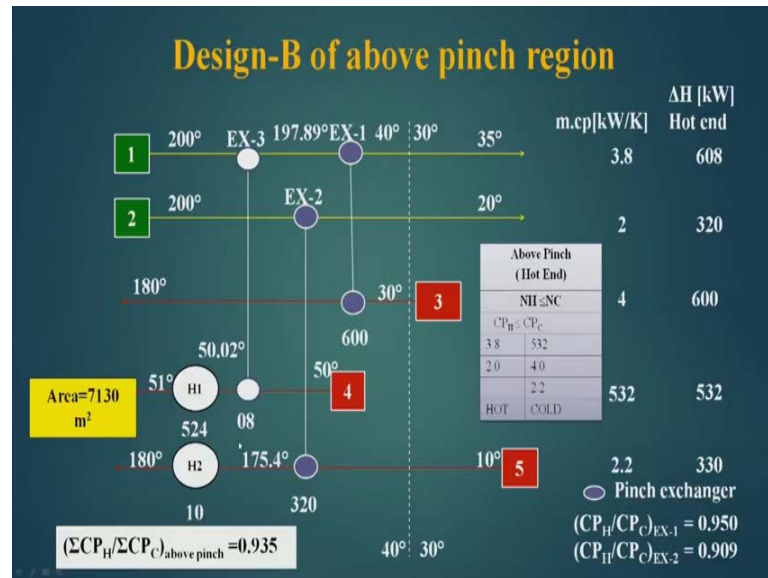 Design-B of above pinch region
ΔH [kW]
m.cp[kW/K] Hot end
1 200° EX-3 197.89° EX-1 40° 30° 35° 3.8 608
2 200° EX-2 20° 2 320
180° 30° 3 4 600
600
Above Pinch
(Hot End)
NH ≤NC
CPH ≤ CPC
3.8 532
2.0 4.0
2.2
HOT COLD
50.02°
51° H1 50° 4 532 532
524 08
Area=7130
m²
180° H2 175.4° 10° 5 2.2 330
10 320
Pinch exchanger
(CPH/CPC)EX-1 = 0.950
(CPH/CPC)EX-2 = 0.909
(ΣCPH/ΣCPC)above pinch =0.935
40° 30°